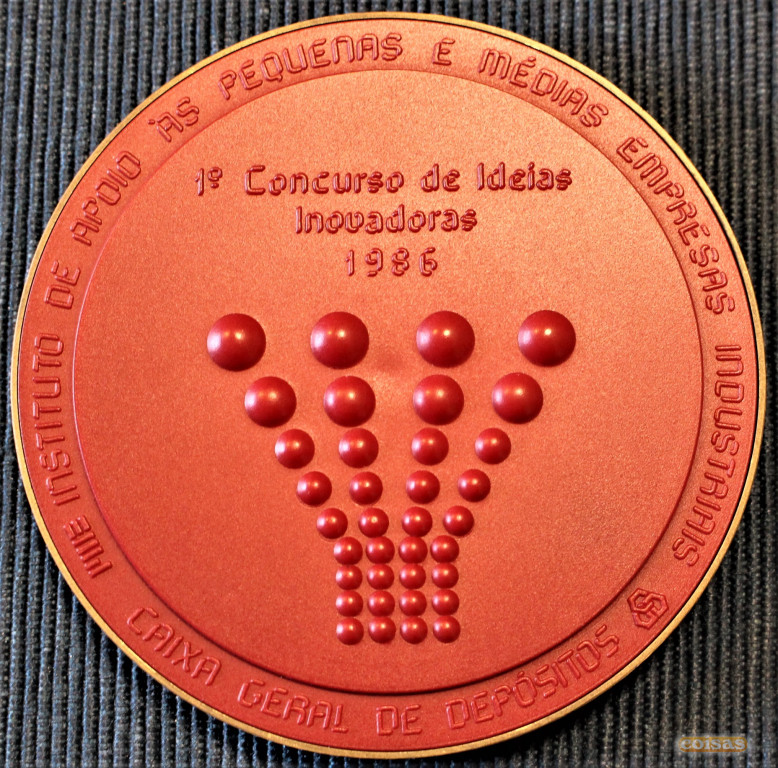 1º Concurso de Ideias
Inovadoras
1986
INSTITUTO DE APOIO ÀS PEQUENAS E MÉDIAS EMPRESAS INDUSTRIAIS
CAIXA GERAL DE DEPÓSITOS
coisas